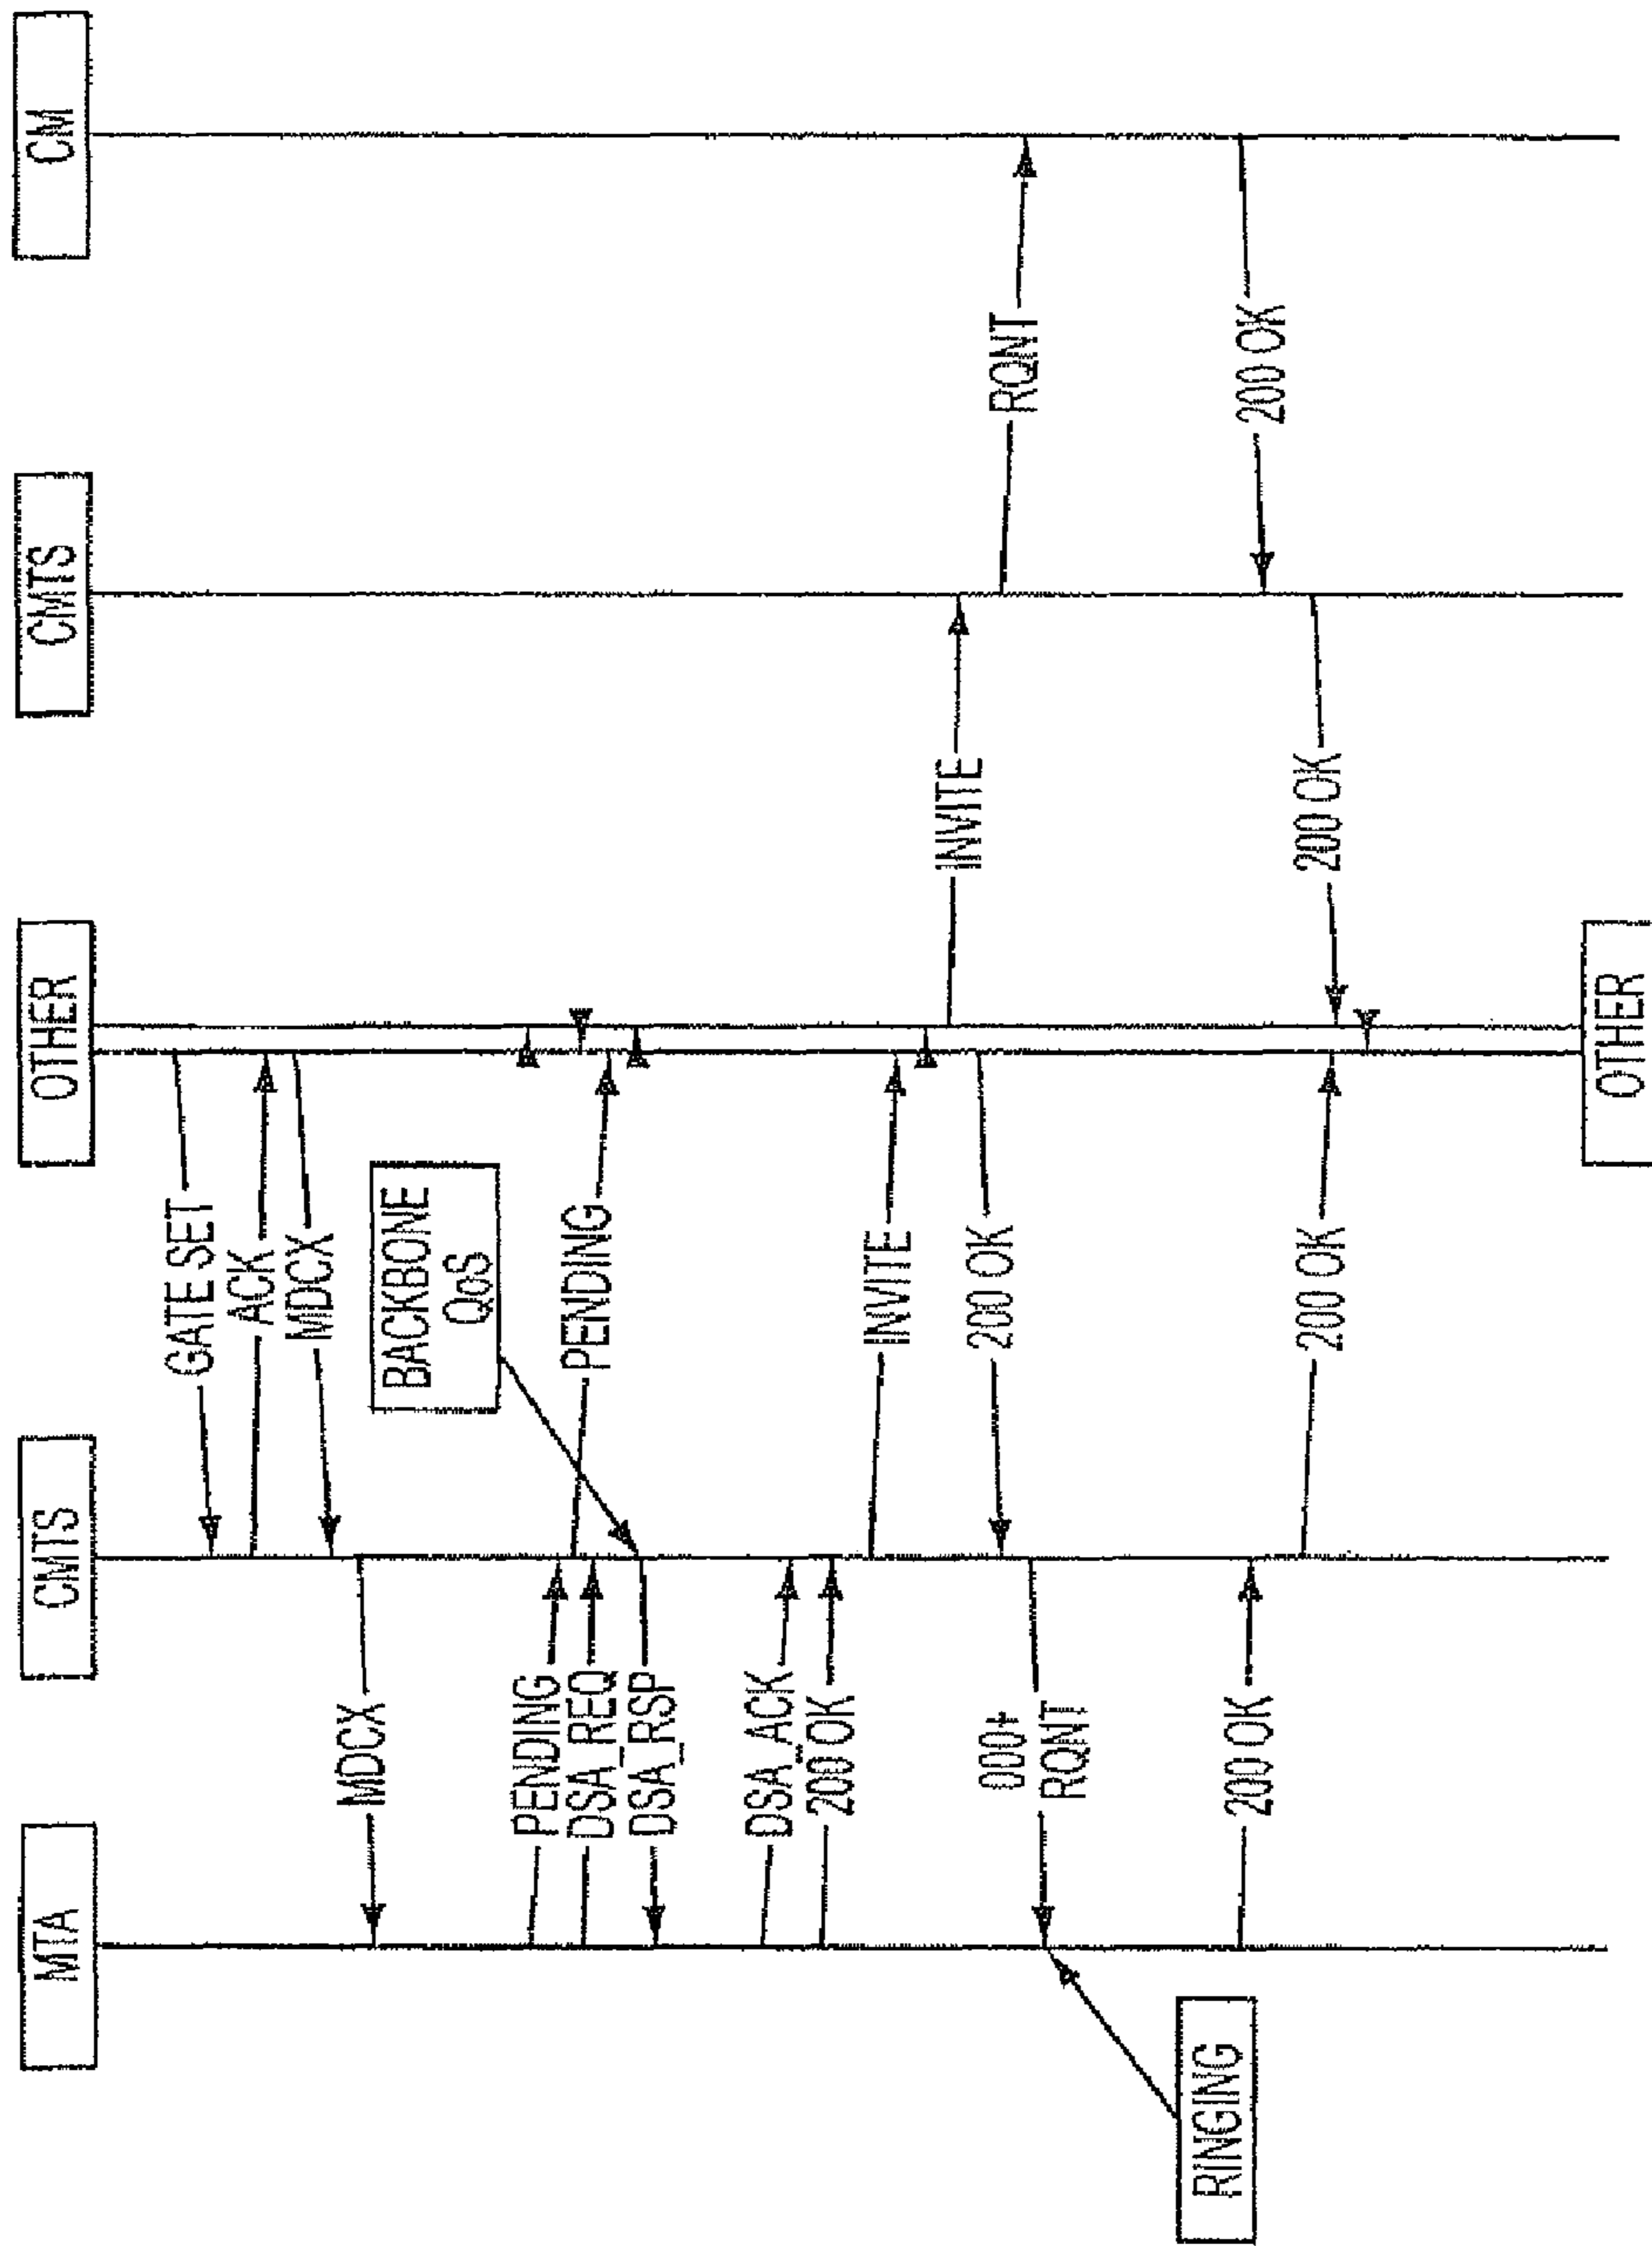 MTA
CMTS
OTHER
CMTS
CM
GATE SET
ACK
MDCX
MDCX
BACKBONE
QoS
PENDING
PENDING
DSA_REQ
DSA_RSP
DSA_ACK
200 OK
INVITE
INVITE
200 OK
RQNT
000+
RQNT
RINGING
200 OK
200 OK
200 OK
200 OK
OTHER